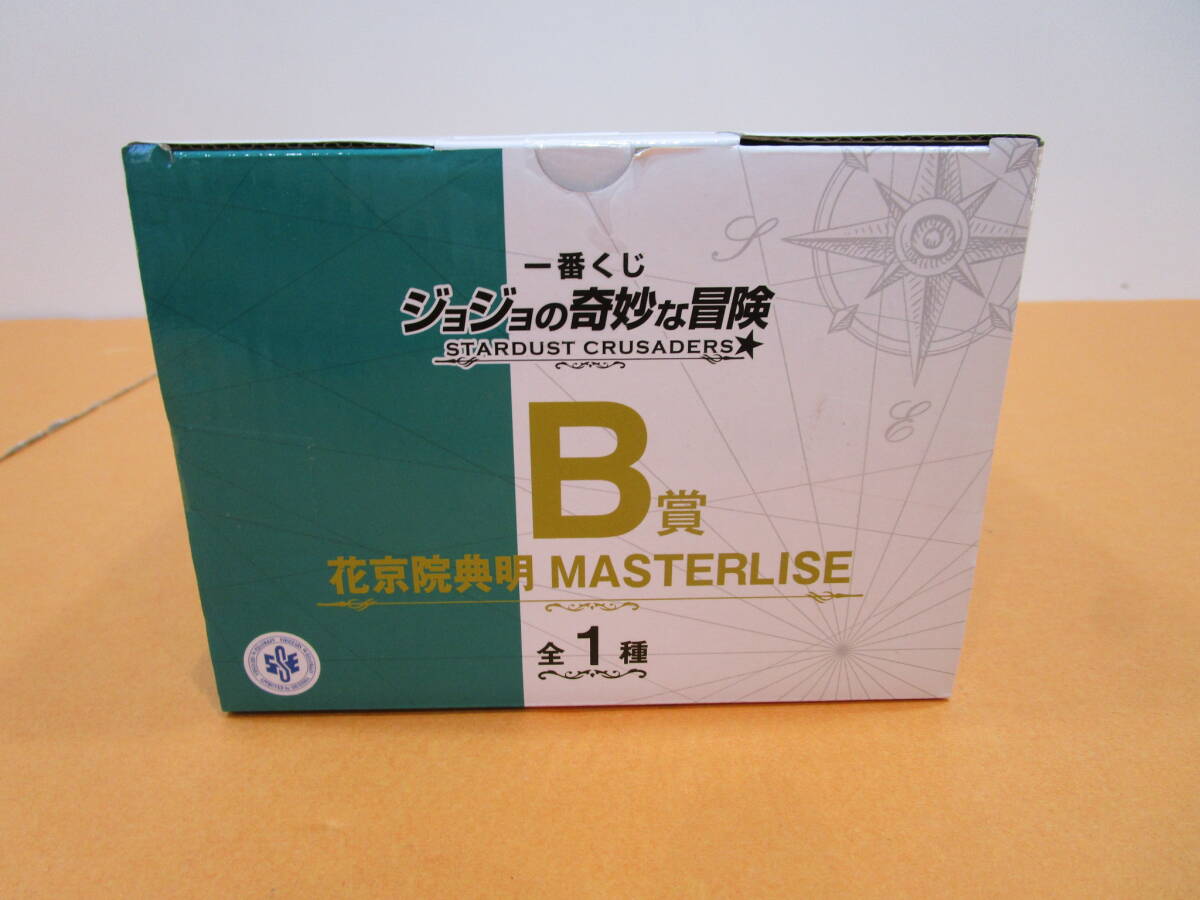 一番くじ
ジョジョの奇妙な冒険
STARDUST CRUSADERS
S
E
B賞
花京院典明 MASTERLISE
全1種